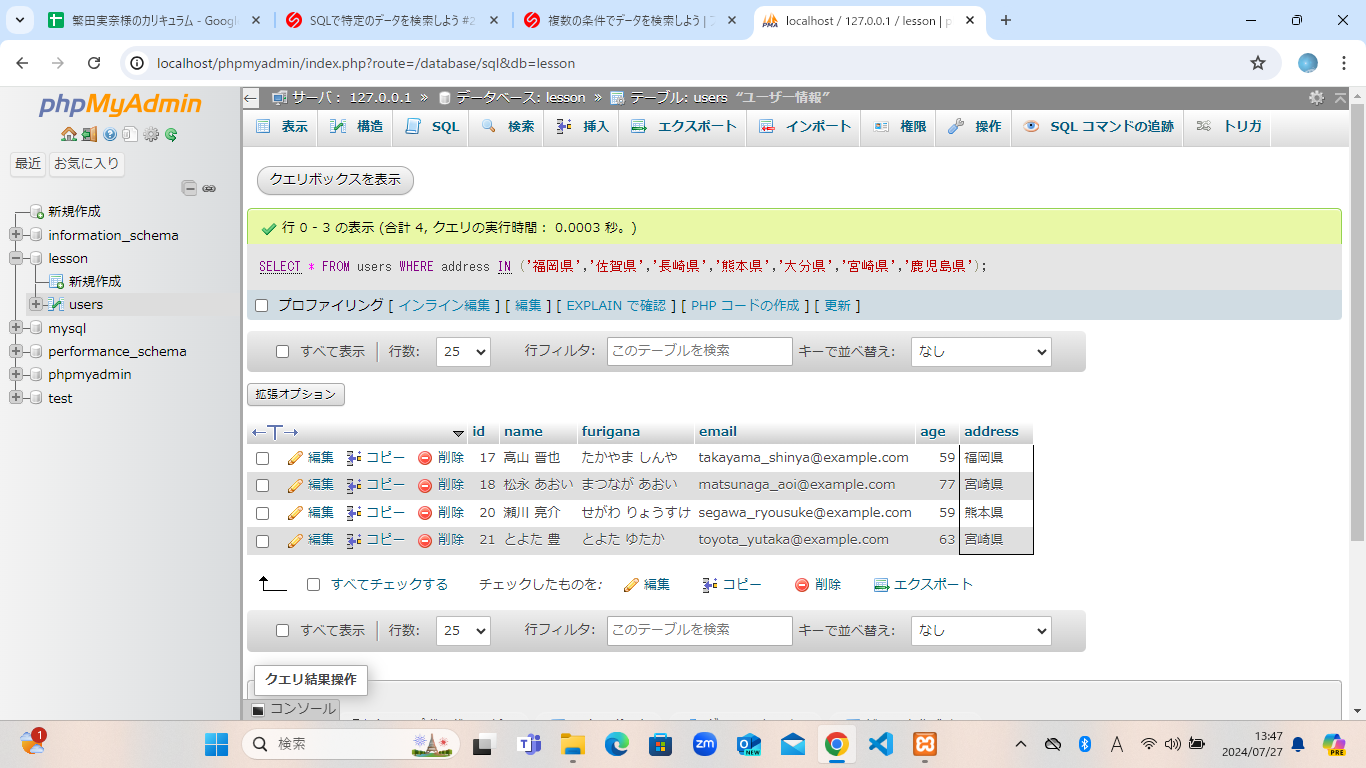 繁田実奈様のカリキュラム - Google
SQLで特定のデータを検索しよう #2
複数の条件でデータを検索しよう | フ
localhost / 127.0.0.1 / lesson | p
localhost/phpmyadmin/index.php?route=/database/sql&db=lesson
phpMyAdmin
最近 お気に入り
新規作成
information_schema
lesson
新規作成
users
mysql
performance_schema
phpmyadmin
test
サーバ: 127.0.0.1 » データベース: lesson » テーブル: users “ユーザー情報”
表示 構造 SQL 検索 挿入 エクスポート インポート 権限 操作 SQL コマンドの追跡 トリガ
クエリボックスを表示
行 0 - 3 の表示 (合計 4, クエリの実行時間: 0.0003 秒。)
SELECT * FROM users WHERE address IN ('福岡県','佐賀県','長崎県','熊本県','大分県','宮崎県','鹿児島県');
プロファイリング [ インライン編集 ] [ 編集 ] [ EXPLAIN で確認 ] [ PHP コードの作成 ] [ 更新 ]
すべて表示 行数: 25 行フィルタ: このテーブルを検索 キーで並べ替え: なし
拡張オプション
←T→ id name furigana email age address
編集 コピー 削除 17 高山 晋也 たかやま しんや takayama_shinya@example.com 59 福岡県
編集 コピー 削除 18 松永 あおい まつなが あおい matsunaga_aoi@example.com 77 宮崎県
編集 コピー 削除 20 瀬川 亮介 せがわ りょうすけ segawa_ryousuke@example.com 59 熊本県
編集 コピー 削除 21 とよた 豊 とよた ゆたか toyota_yutaka@example.com 63 宮崎県
すべてチェックする チェックしたものを: 編集 コピー 削除 エクスポート
すべて表示 行数: 25 行フィルタ: このテーブルを検索 キーで並べ替え: なし
クエリ結果操作
コンソール
1 検索 zm NEW A PRE
13:47
2024/07/27